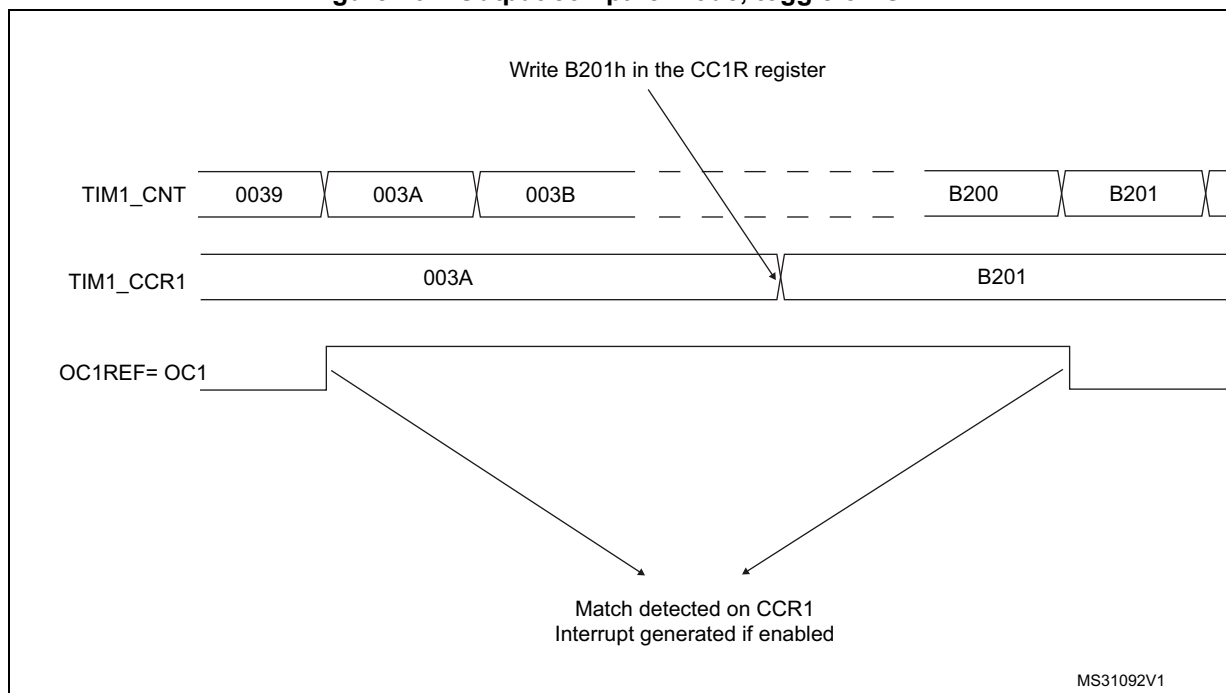 Write B201h in the CC1R register
TIM1_CNT 0039 003A 003B B200 B201
TIM1_CCR1 003A B201
OC1REF= OC1
Match detected on CCR1
Interrupt generated if enabled
MS31092V1